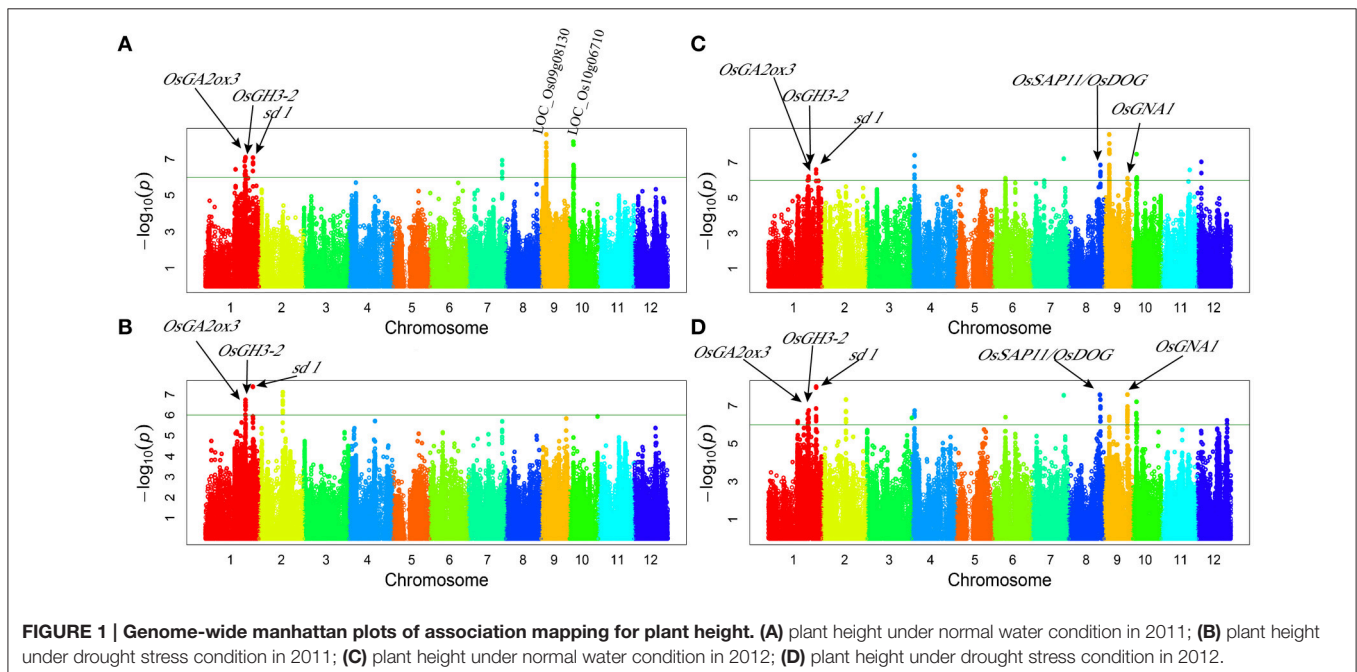 A
OsGA2ox3
OsGH3-2
sd 1
LOC_Os09g08130
LOC_Os10g06710
−log10(p)
7
5
3
1
1 2 3 4 5 6 7 8 9 10 11 12
Chromosome
B
OsGA2ox3
OsGH3-2
sd 1
−log10(p)
7
6
5
4
3
2
1
1 2 3 4 5 6 7 8 9 10 11 12
Chromosome
C
OsGA2ox3
OsGH3-2
sd 1
OsSAP11/OsDOG
OsGNA1
−log10(p)
7
5
3
1
1 2 3 4 5 6 7 8 9 10 11 12
Chromosome
D
OsGA2ox3
OsGH3-2
sd 1
OsSAP11/OsDOG
OsGNA1
−log10(p)
7
5
3
1
1 2 3 4 5 6 7 8 9 10 11 12
Chromosome
FIGURE 1 | Genome-wide manhattan plots of association mapping for plant height. (A) plant height under normal water condition in 2011; (B) plant height
under drought stress condition in 2011; (C) plant height under normal water condition in 2012; (D) plant height under drought stress condition in 2012.